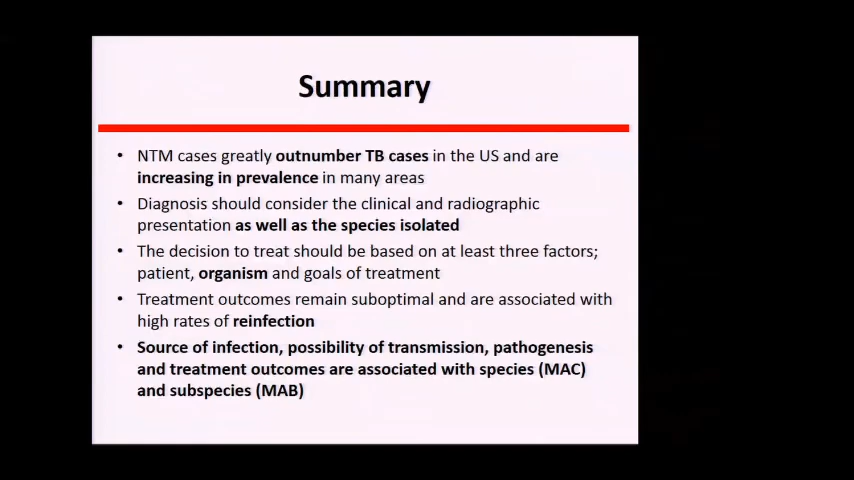 Summary
• NTM cases greatly outnumber TB cases in the US and are
increasing in prevalence in many areas
• Diagnosis should consider the clinical and radiographic
presentation as well as the species isolated
• The decision to treat should be based on at least three factors;
patient, organism and goals of treatment
• Treatment outcomes remain suboptimal and are associated with
high rates of reinfection
• Source of infection, possibility of transmission, pathogenesis
and treatment outcomes are associated with species (MAC)
and subspecies (MAB)